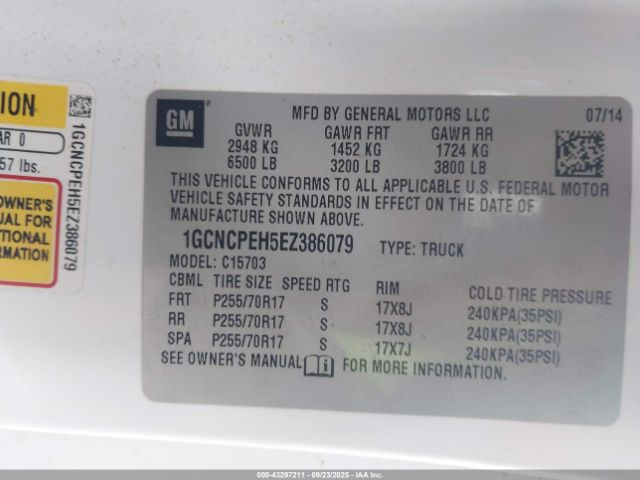 ION
AR 0
57 lbs.
OWNER'S
UAL FOR
TIONAL
RMATION
1GCNCPEH5EZ386079
GM
MFD BY GENERAL MOTORS LLC 07/14
GVWR GAWR FRT GAWR RR
2948 KG 1452 KG 1724 KG
6500 LB 3200 LB 3800 LB
THIS VEHICLE CONFORMS TO ALL APPLICABLE U.S. FEDERAL MOTOR
VEHICLE SAFETY STANDARDS IN EFFECT ON THE DATE OF
MANUFACTURE SHOWN ABOVE.
1GCNCPEH5EZ386079 TYPE: TRUCK
MODEL: C15703
CBML TIRE SIZE SPEED RTG RIM COLD TIRE PRESSURE
FRT P255/70R17 S 17X8J 240KPA(35PSI)
RR P255/70R17 S 17X8J 240KPA(35PSI)
SPA P255/70R17 S 17X7J 240KPA(35PSI)
SEE OWNER'S MANUAL i FOR MORE INFORMATION.
000-43297211 - 09/23/2025 - IAA Inc.